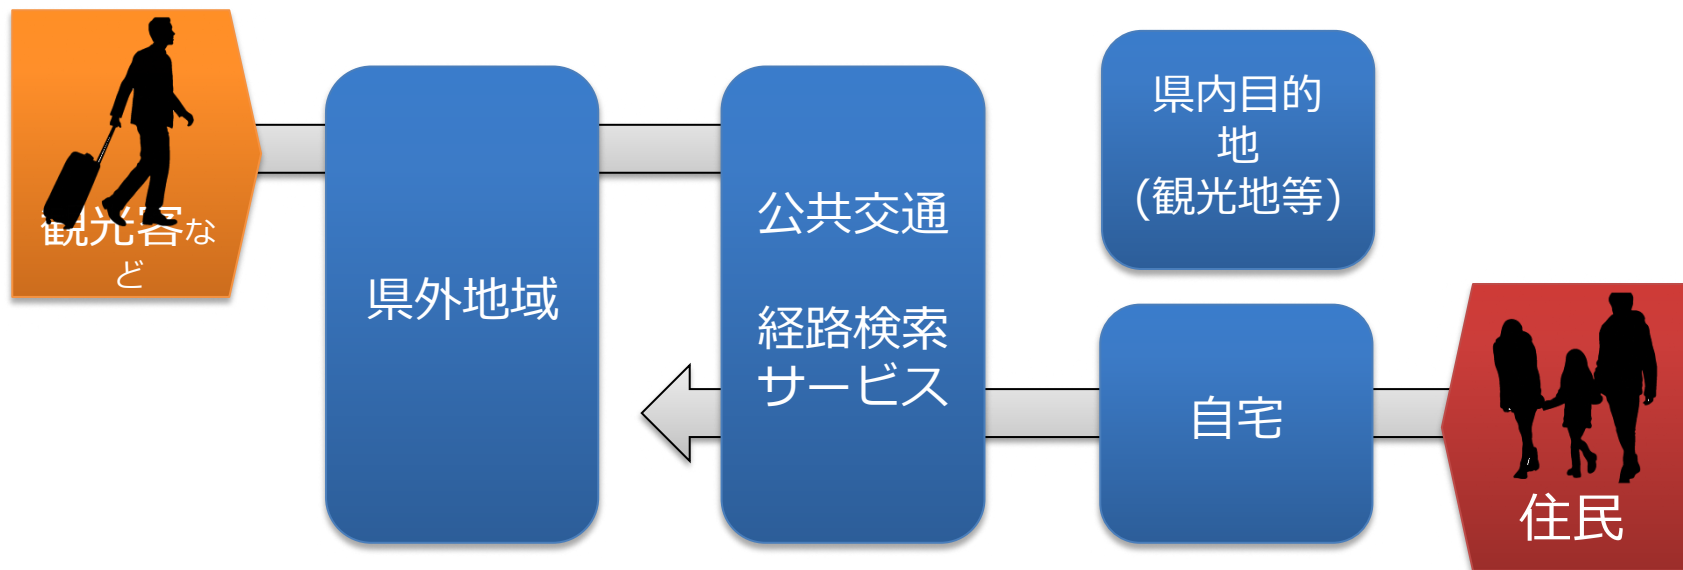 観光客な
ど
県外地域
公共交通
経路検索
サービス
県内目的
地
(観光地等)
自宅
住民